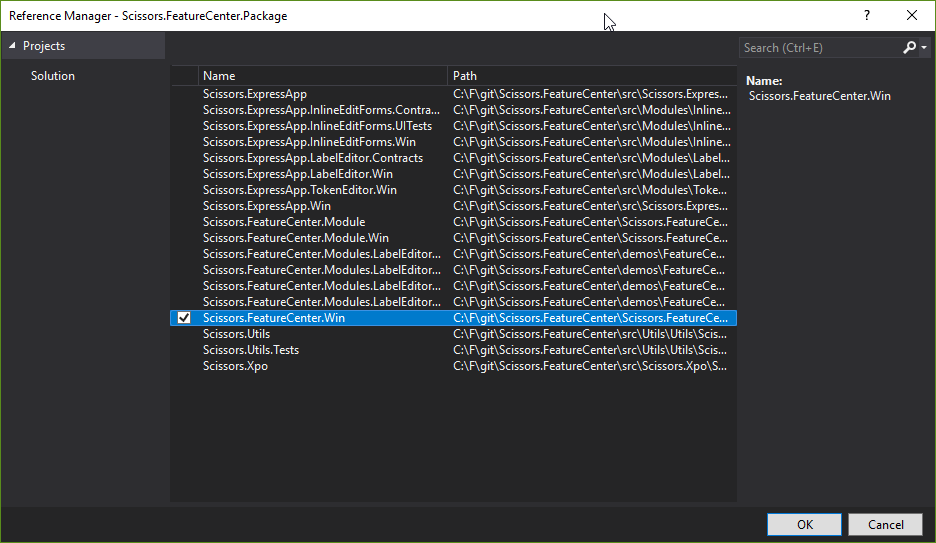 Reference Manager - Scissors.FeatureCenter.Package
?
Projects
Search (Ctrl+E)
Solution
Name Path
Name:
Scissors.FeatureCenter.Win
Scissors.ExpressApp C:\F\git\Scissors.FeatureCenter\src\Scissors.Expres...
Scissors.ExpressApp.InlineEditForms.Contra... C:\F\git\Scissors.FeatureCenter\src\Modules\Inline...
Scissors.ExpressApp.InlineEditForms.UITests C:\F\git\Scissors.FeatureCenter\src\Modules\Inline...
Scissors.ExpressApp.InlineEditForms.Win C:\F\git\Scissors.FeatureCenter\src\Modules\Inline...
Scissors.ExpressApp.LabelEditor.Contracts C:\F\git\Scissors.FeatureCenter\src\Modules\Label...
Scissors.ExpressApp.LabelEditor.Win C:\F\git\Scissors.FeatureCenter\src\Modules\Label...
Scissors.ExpressApp.TokenEditor.Win C:\F\git\Scissors.FeatureCenter\src\Modules\Toke...
Scissors.ExpressApp.Win C:\F\git\Scissors.FeatureCenter\src\Scissors.Expres...
Scissors.FeatureCenter.Module C:\F\git\Scissors.FeatureCenter\Scissors.FeatureCe...
Scissors.FeatureCenter.Module.Win C:\F\git\Scissors.FeatureCenter\Scissors.FeatureCe...
Scissors.FeatureCenter.Modules.LabelEditor... C:\F\git\Scissors.FeatureCenter\demos\FeatureCe...
Scissors.FeatureCenter.Modules.LabelEditor... C:\F\git\Scissors.FeatureCenter\demos\FeatureCe...
Scissors.FeatureCenter.Modules.LabelEditor... C:\F\git\Scissors.FeatureCenter\demos\FeatureCe...
Scissors.FeatureCenter.Modules.LabelEditor... C:\F\git\Scissors.FeatureCenter\demos\FeatureCe...
Scissors.FeatureCenter.Win C:\F\git\Scissors.FeatureCenter\Scissors.FeatureCe...
Scissors.Utils C:\F\git\Scissors.FeatureCenter\src\Utils\Utils\Scis...
Scissors.Utils.Tests C:\F\git\Scissors.FeatureCenter\src\Utils\Utils\Scis...
Scissors.Xpo C:\F\git\Scissors.FeatureCenter\src\Scissors.Xpo\S...
OK Cancel